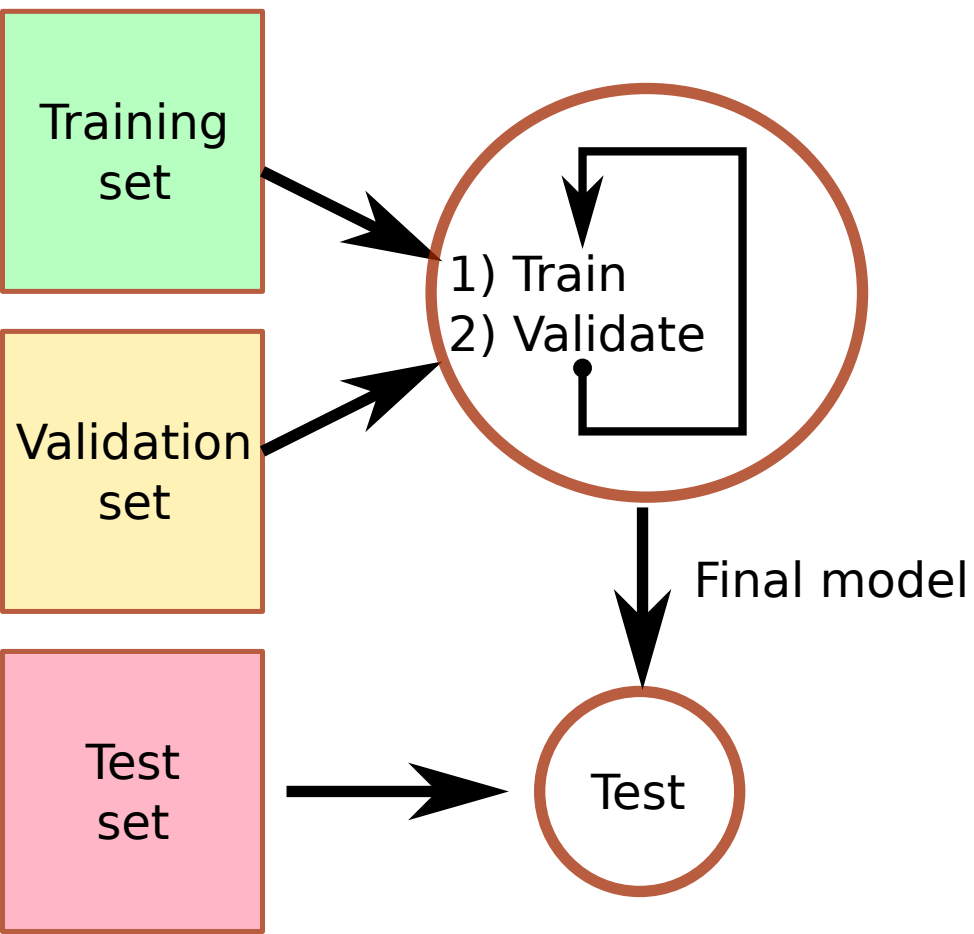 Training
set
1) Train
2) Validate
Validation
set
Final model
Test
set
Test